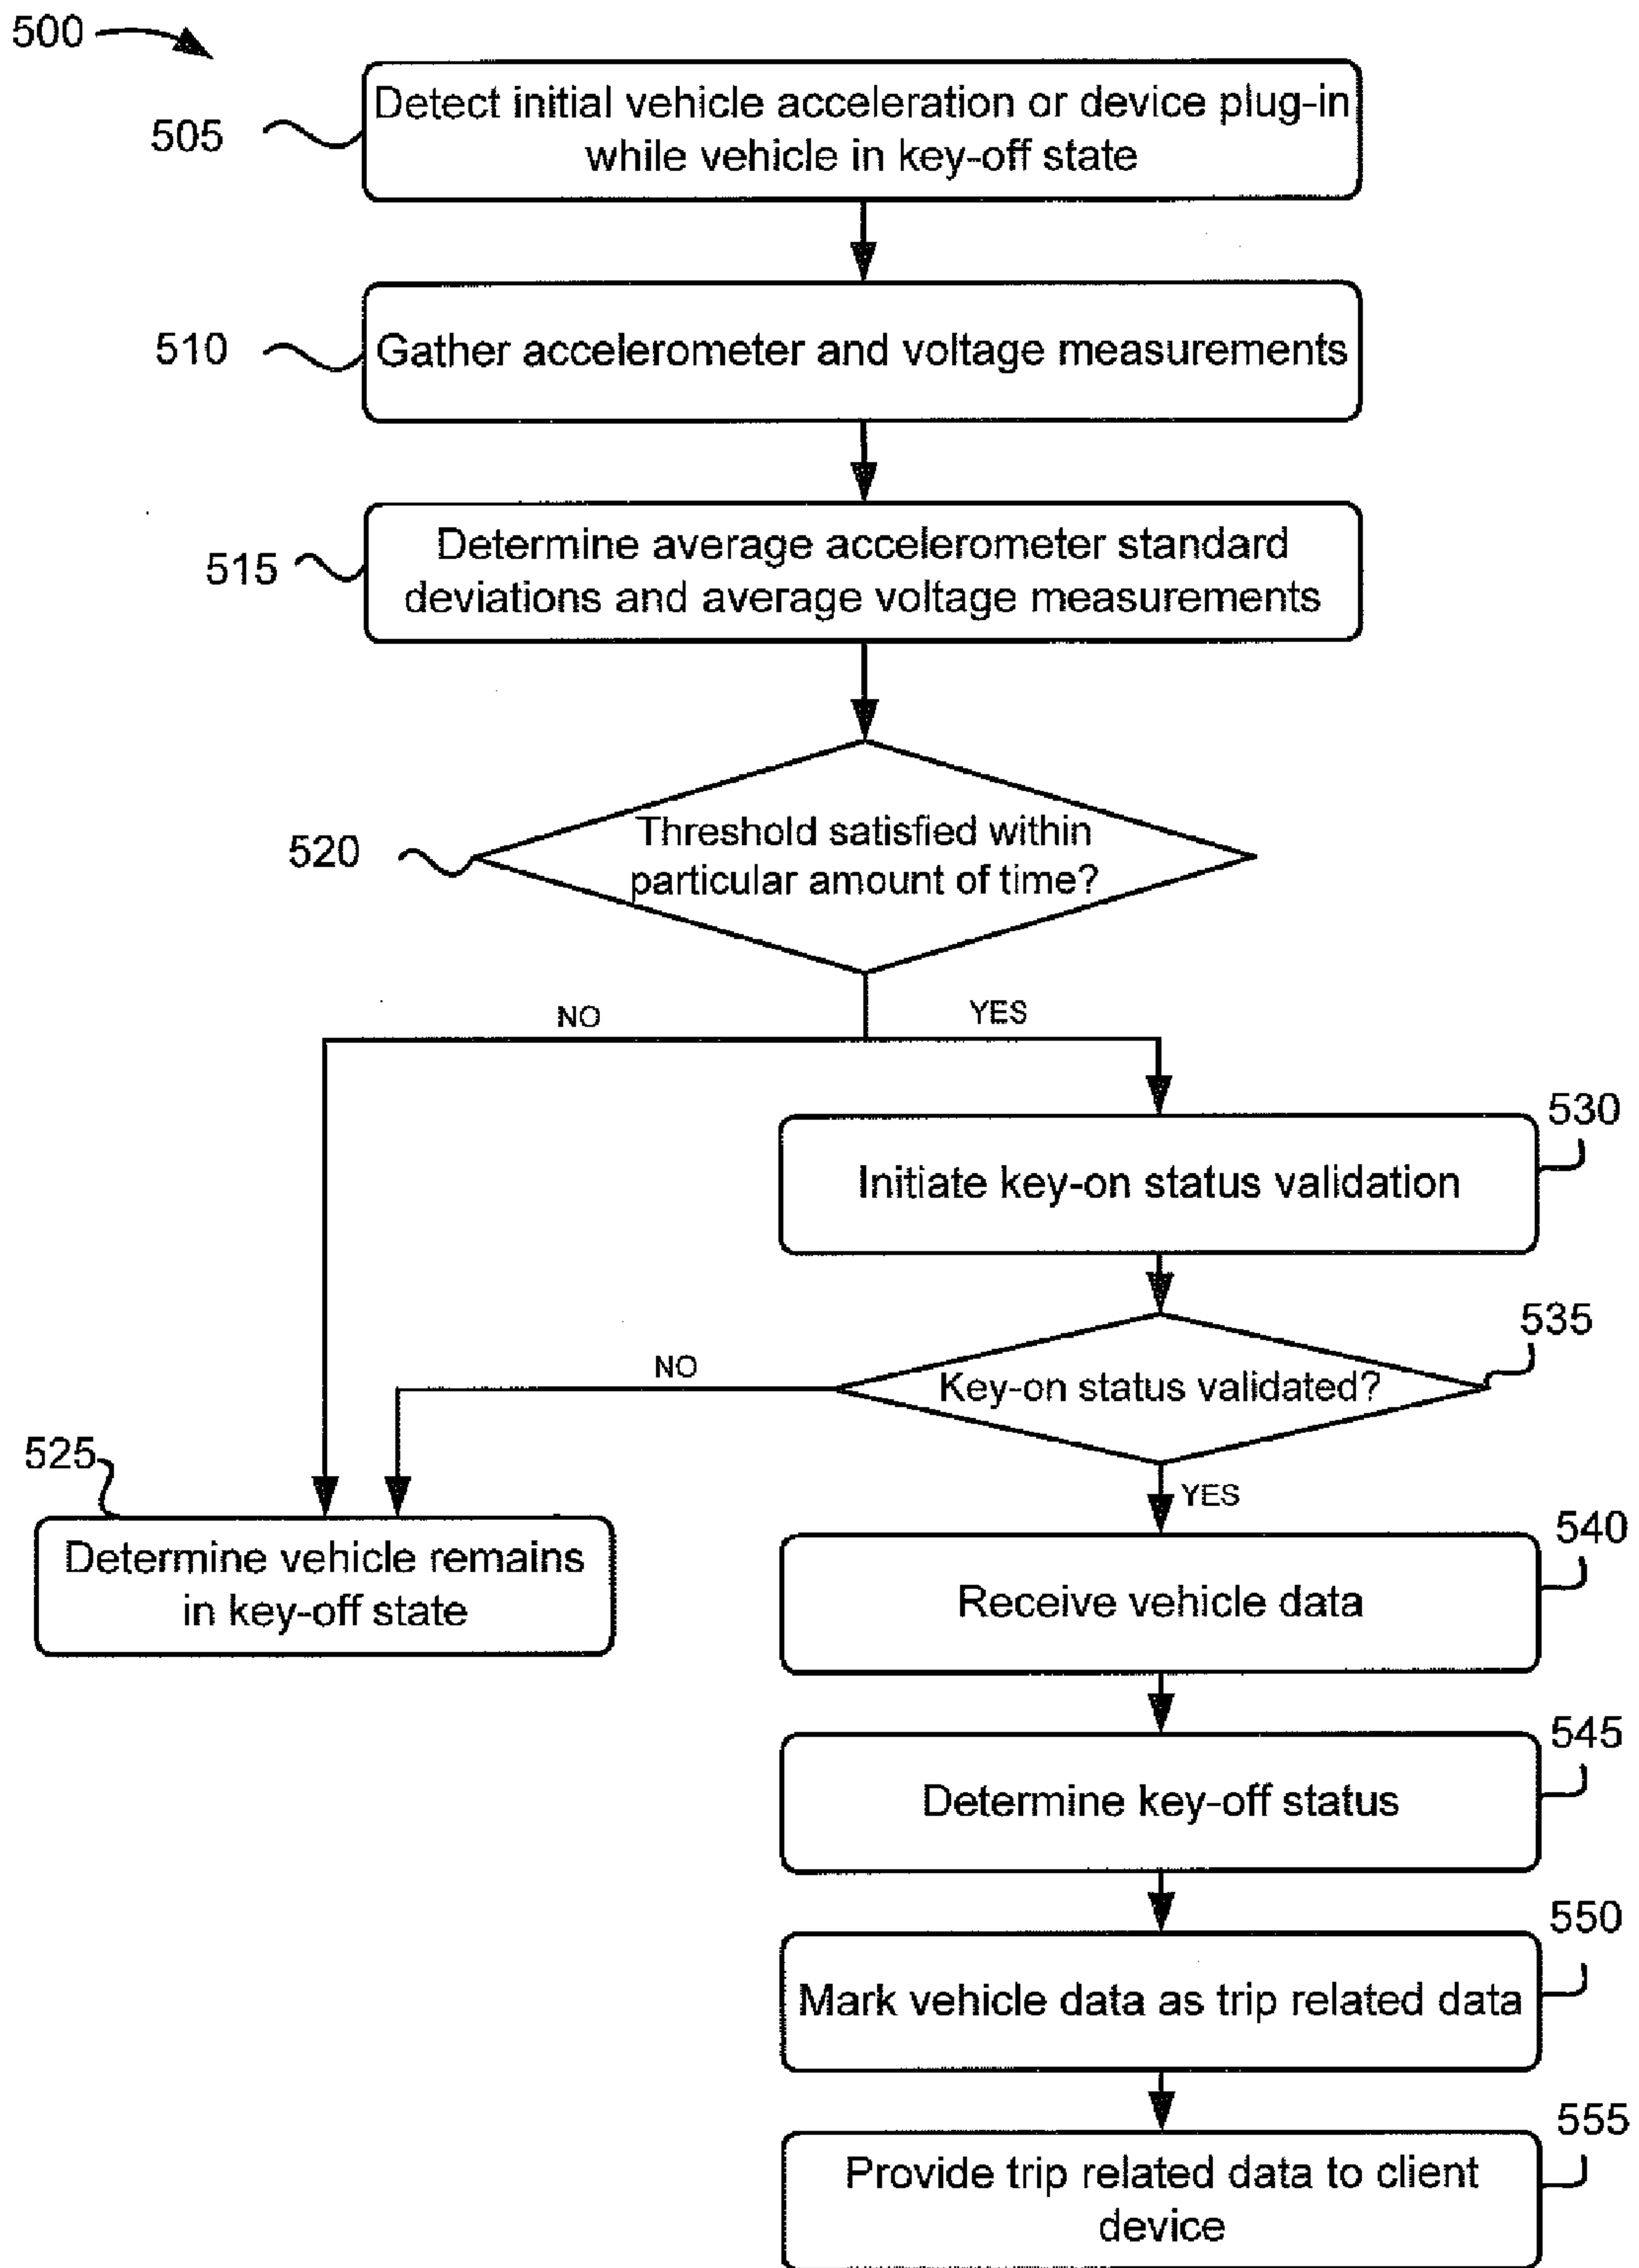 500
505
Detect initial vehicle acceleration or device plug-in
while vehicle in key-off state
510
Gather accelerometer and voltage measurements
515
Determine average accelerometer standard
deviations and average voltage measurements
520
Threshold satisfied within
particular amount of time?
NO
YES
530
Initiate key-on status validation
535
Key-on status validated?
NO
YES
525
Determine vehicle remains
in key-off state
540
Receive vehicle data
545
Determine key-off status
550
Mark vehicle data as trip related data
555
Provide trip related data to client
device